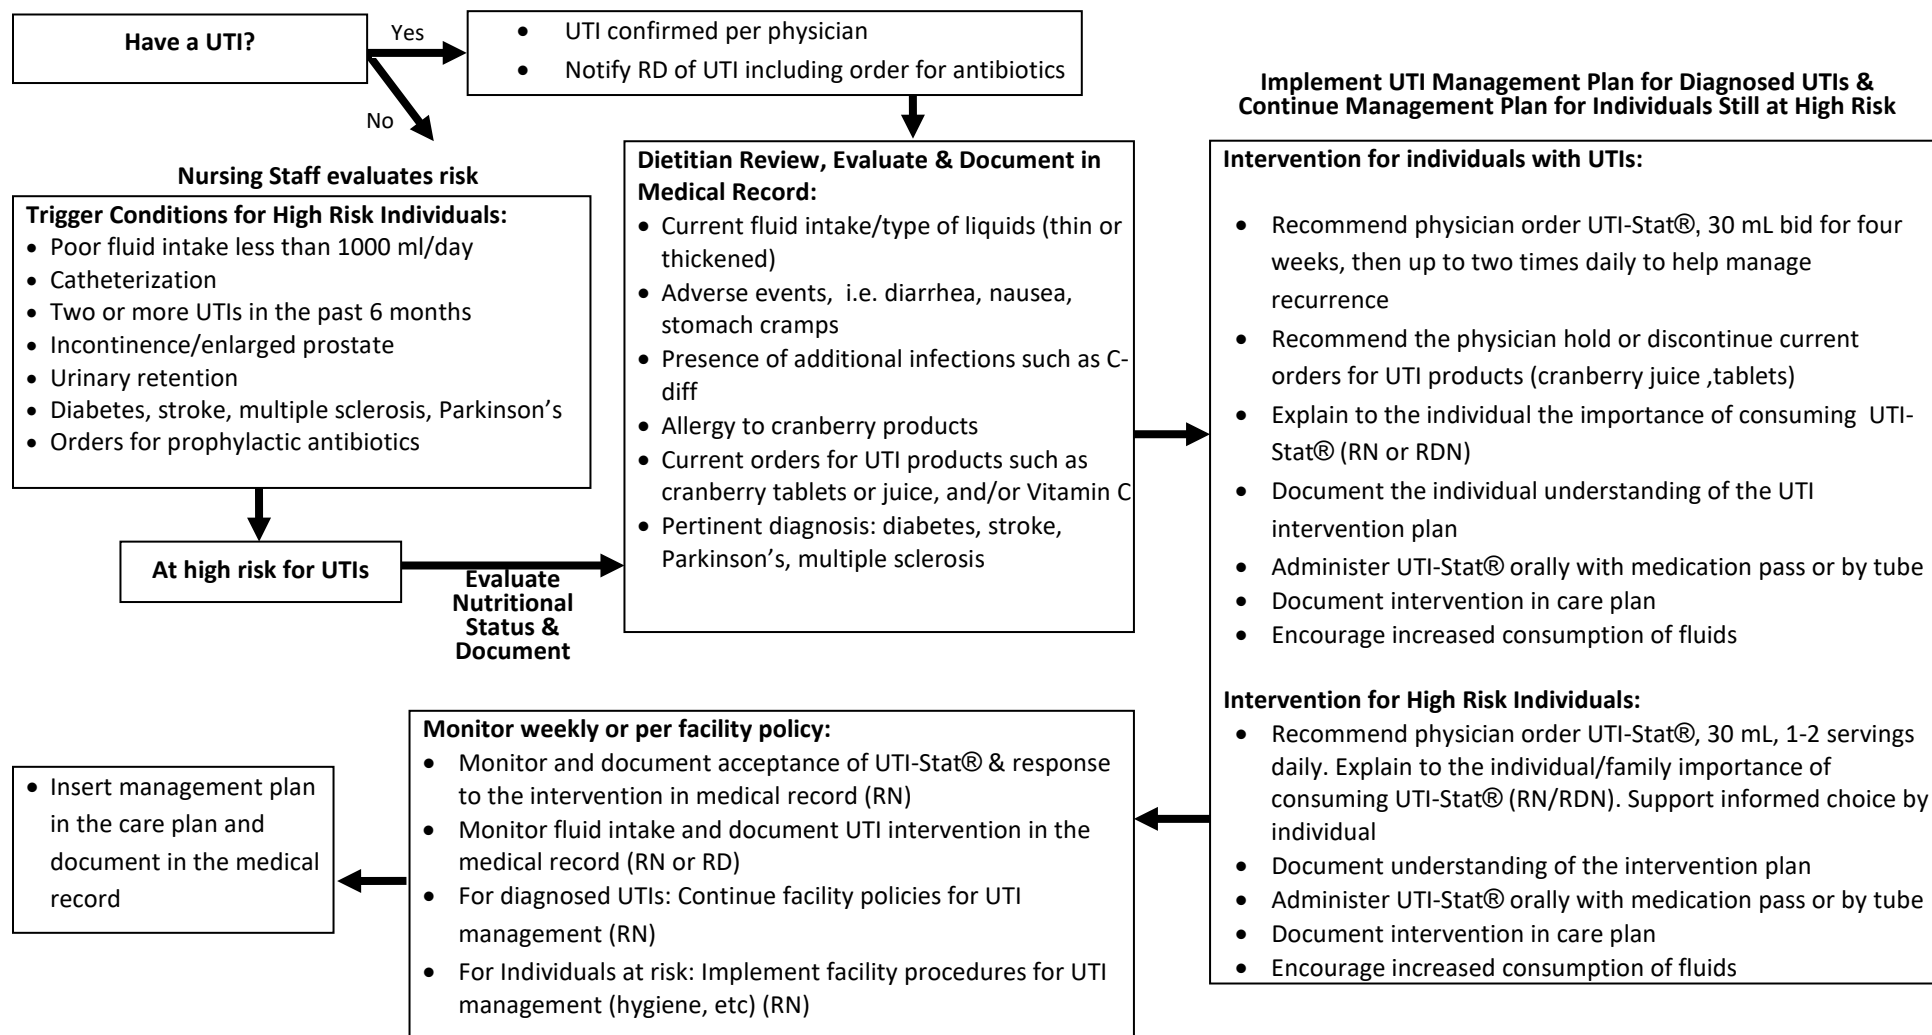 Have a UTI?
Yes
No
• UTI confirmed per physician
• Notify RD of UTI including order for antibiotics
Nursing Staff evaluates risk
Trigger Conditions for High Risk Individuals:
• Poor fluid intake less than 1000 ml/day
• Catheterization
• Two or more UTIs in the past 6 months
• Incontinence/enlarged prostate
• Urinary retention
• Diabetes, stroke, multiple sclerosis, Parkinson’s
• Orders for prophylactic antibiotics
At high risk for UTIs
Evaluate
Nutritional
Status &
Document
Dietitian Review, Evaluate & Document in
Medical Record:
• Current fluid intake/type of liquids (thin or
thickened)
• Adverse events, i.e. diarrhea, nausea,
stomach cramps
• Presence of additional infections such as C-
diff
• Allergy to cranberry products
• Current orders for UTI products such as
cranberry tablets or juice, and/or Vitamin C
• Pertinent diagnosis: diabetes, stroke,
Parkinson’s, multiple sclerosis
Implement UTI Management Plan for Diagnosed UTIs &
Continue Management Plan for Individuals Still at High Risk
Intervention for individuals with UTIs:
• Recommend physician order UTI-Stat®, 30 mL bid for four
weeks, then up to two times daily to help manage
recurrence
• Recommend the physician hold or discontinue current
orders for UTI products (cranberry juice ,tablets)
• Explain to the individual the importance of consuming UTI-
Stat® (RN or RDN)
• Document the individual understanding of the UTI
intervention plan
• Administer UTI-Stat® orally with medication pass or by tube
• Document intervention in care plan
• Encourage increased consumption of fluids
Intervention for High Risk Individuals:
• Recommend physician order UTI-Stat®, 30 mL, 1-2 servings
daily. Explain to the individual/family importance of
consuming UTI-Stat® (RN/RDN). Support informed choice by
individual
• Document understanding of the intervention plan
• Administer UTI-Stat® orally with medication pass or by tube
• Document intervention in care plan
• Encourage increased consumption of fluids
Monitor weekly or per facility policy:
• Monitor and document acceptance of UTI-Stat® & response
to the intervention in medical record (RN)
• Monitor fluid intake and document UTI intervention in the
medical record (RN or RD)
• For diagnosed UTIs: Continue facility policies for UTI
management (RN)
• For Individuals at risk: Implement facility procedures for UTI
management (hygiene, etc) (RN)
• Insert management plan
in the care plan and
document in the medical
record